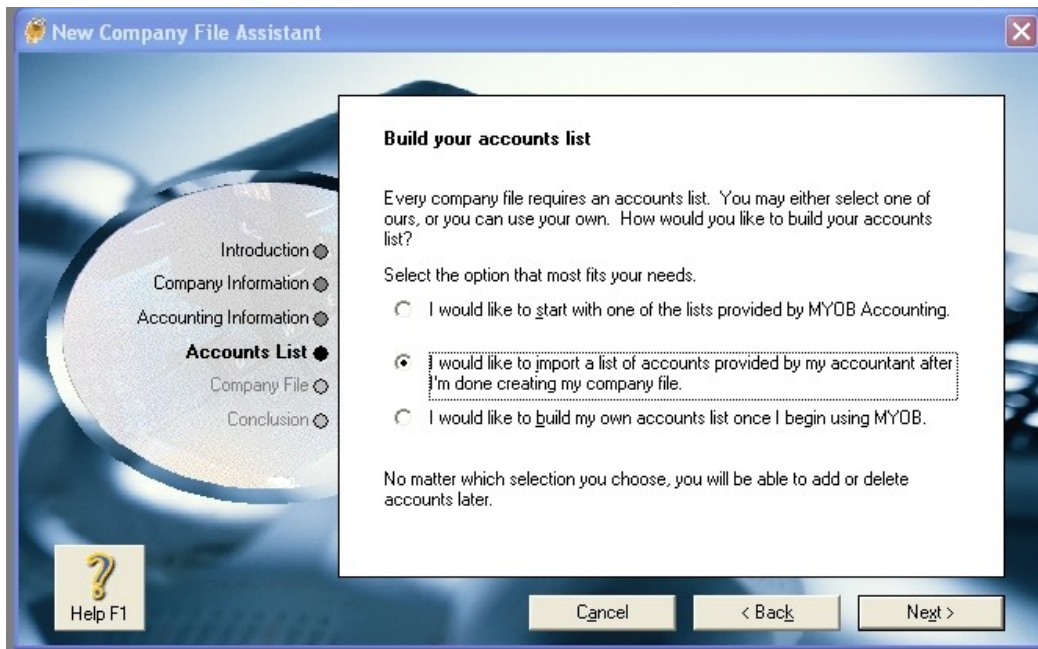 New Company File Assistant
Build your accounts list
Every company file requires an accounts list. You may either select one of
ours, or you can use your own. How would you like to build your accounts
list?
Select the option that most fits your needs.
I would like to start with one of the lists provided by MYOB Accounting.
I would like to import a list of accounts provided by my accountant after
I'm done creating my company file.
I would like to build my own accounts list once I begin using MYOB.
No matter which selection you choose, you will be able to add or delete
accounts later.
Introduction
Company Information
Accounting Information
Accounts List
Company File
Conclusion
Help F1
Cancel
< Back
Next >